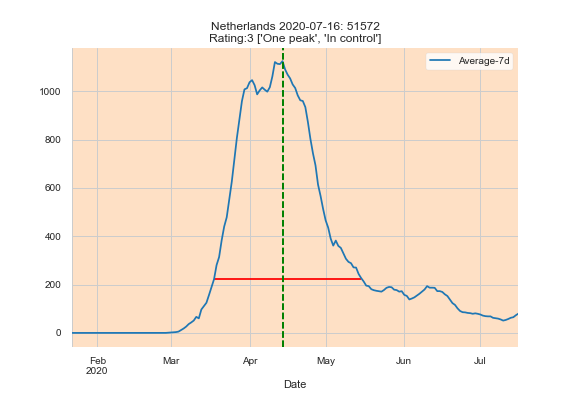 Netherlands 2020-07-16: 51572
Rating:3 ['One peak', 'In control']
Average-7d
1000
800
600
400
200
0
Feb Mar Apr May Jun Jul
2020
Date